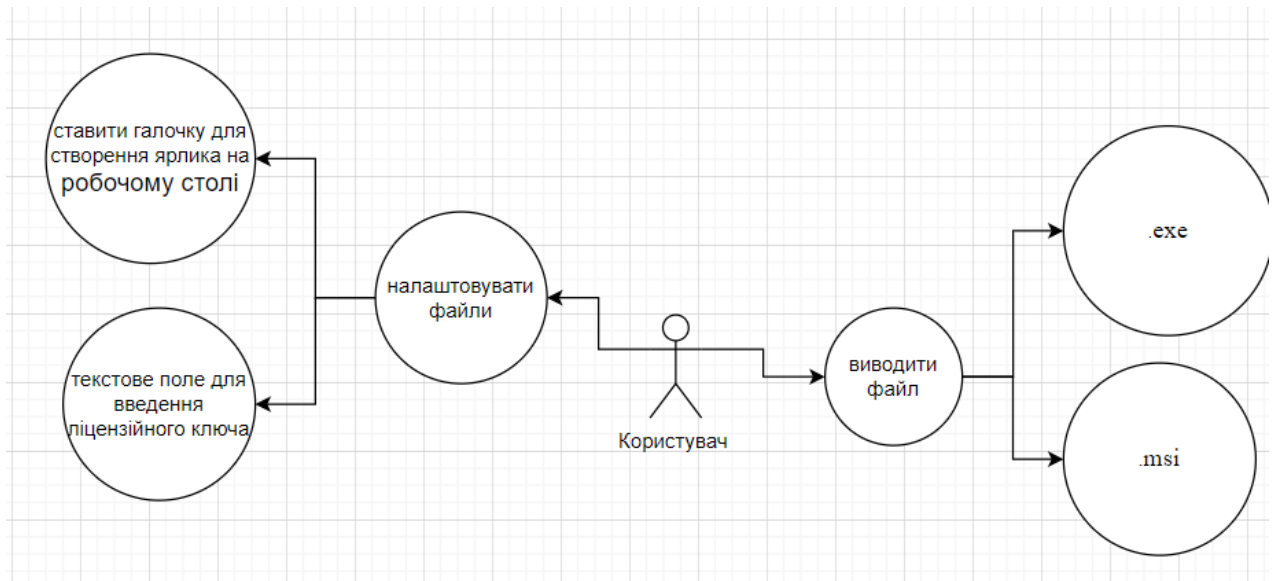 ставити галочку для
створення ярлика на
робочому столі
текстове поле для
введення
ліцензійного ключа
налаштовувати
файли
Користувач
виводити
файл
.exe
.msi